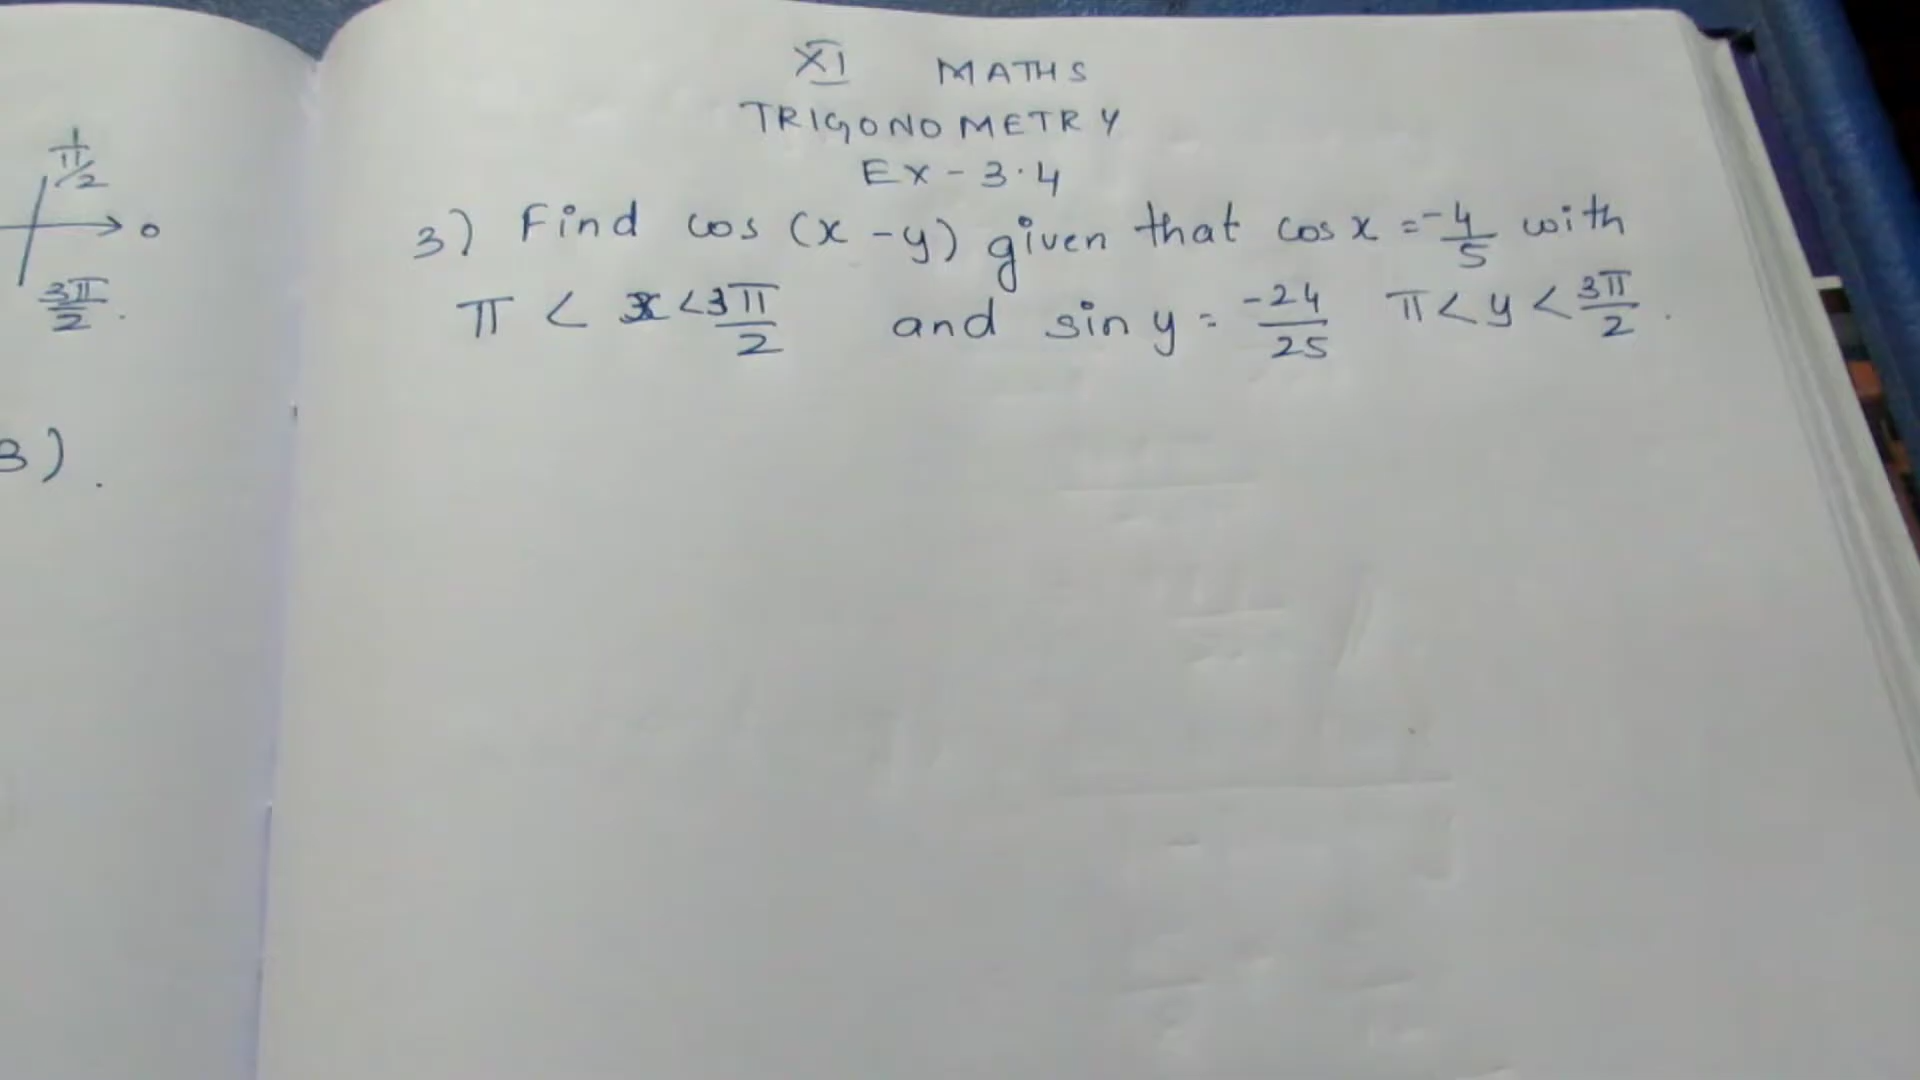 XI MATHS
TRIGONOMETRY
Ex - 3.4
3) Find cos (x - y) given that cos x = -4/5 with
π < x < 3π/2 and sin y = -24/25 π < y < 3π/2 .
π/2
0
3π/2 .
3) .